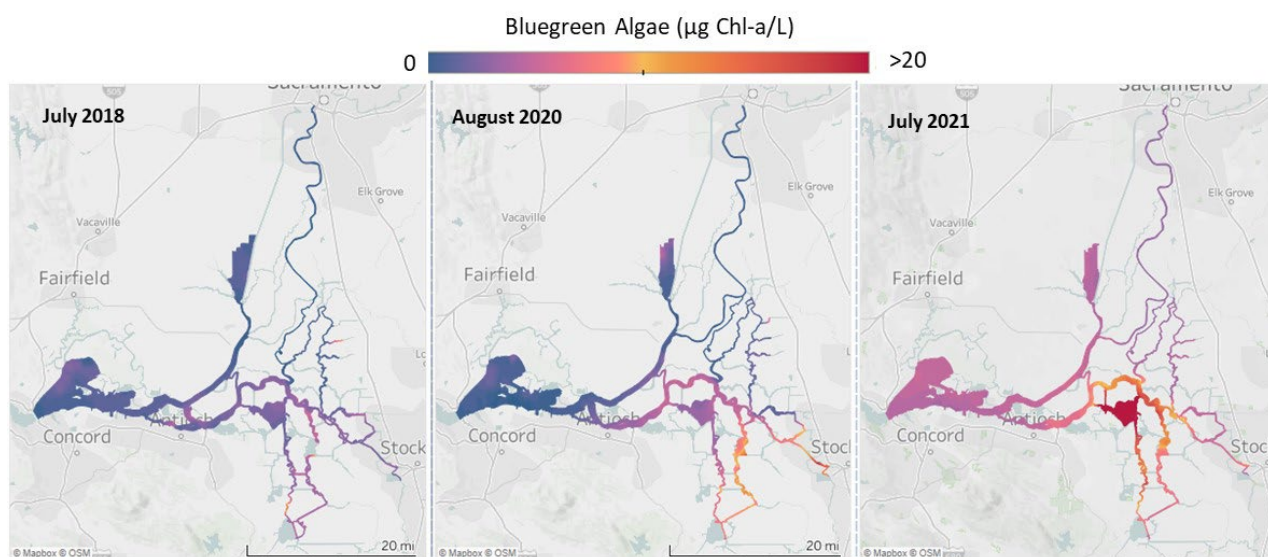 Bluegreen Algae (µg Chl-a/L)
0
>20
July 2018
Sacramento
Elk Grove
Vacaville
Fairfield
Antioch
Concord
Stock
© Mapbox © OSM
20 mi
August 2020
Elk Grove
Vacaville
Fairfield
Antioch
Concord
Stock
© Mapbox © OSM
20 mi
July 2021
Sacramento
Elk Grove
Vacaville
Fairfield
Antioch
Concord
Stock
© Mapbox © OSM